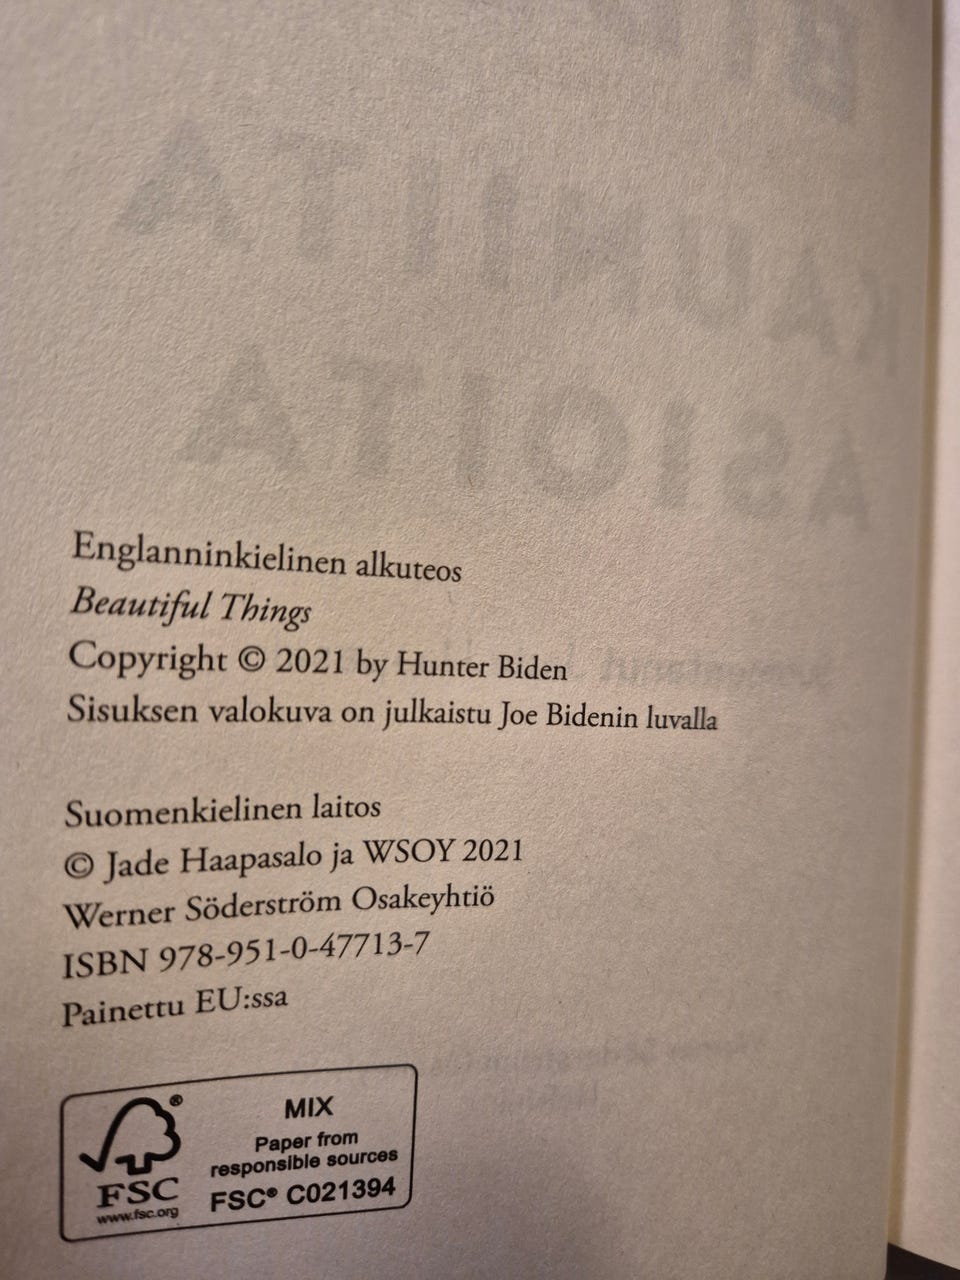 Englanninkielinen alkuteos
Beautiful Things
Copyright © 2021 by Hunter Biden
Sisuksen valokuva on julkaistu Joe Bidenin luvalla
Suomenkielinen laitos
© Jade Haapasalo ja WSOY 2021
Werner Söderström Osakeyhtiö
ISBN 978-951-0-47713-7
Painettu EU:ssa
®
FSC
www.fsc.org
MIX
Paper from
responsible sources
FSC® C021394
KAUNIITA
ASIOITA